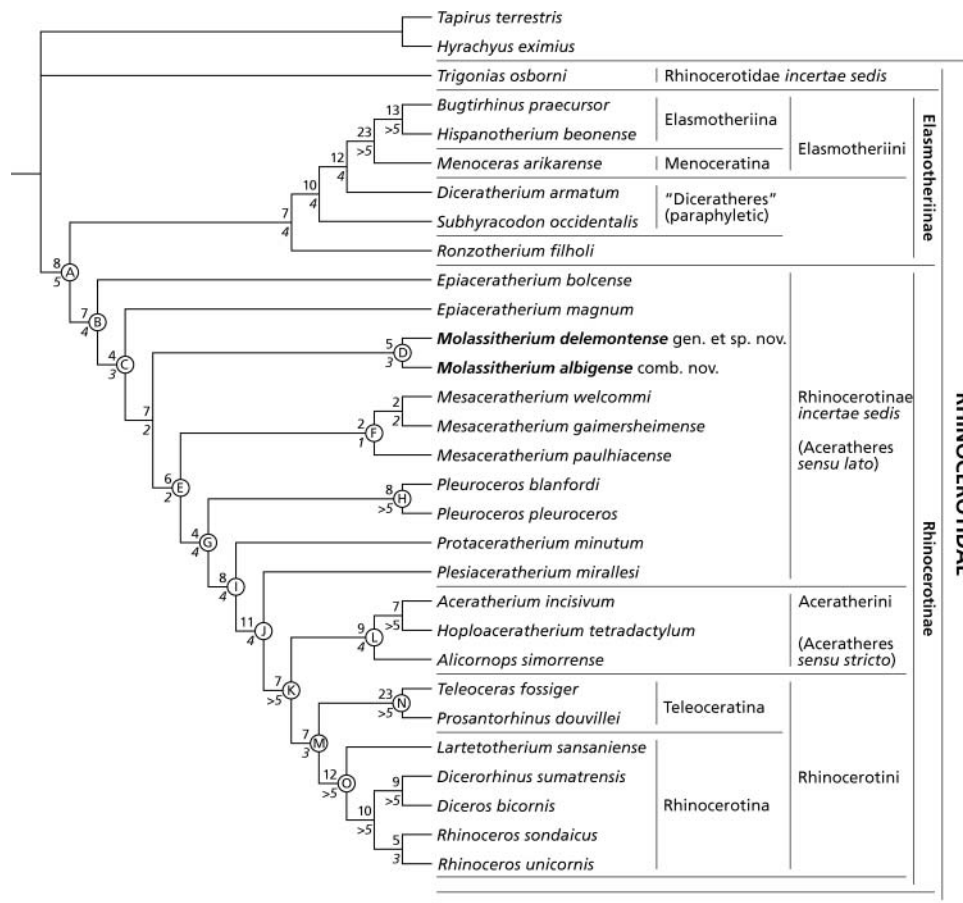 Tapirus terrestris
Hyrachyus eximius
Trigonias osborni
Rhinocerotidae incertae sedis
Bugtirhinus praecursor
13
>5
Elasmotheriina
Hispanotherium beonense
23
>5
Elasmotheriini
Menoceras arikarense
Menoceratina
12
4
Diceratherium armatum
"Diceratheres"
(paraphyletic)
10
4
Subhyracodon occidentalis
7
4
Ronzotherium filholi
Elasmotheriinae
8
5
A
Epiaceratherium bolcense
7
4
B
Epiaceratherium magnum
4
3
C
Molassitherium delemontense gen. et sp. nov.
5
3
D
Molassitherium albigense comb. nov.
7
2
Mesaceratherium welcommi
2
2
Mesaceratherium gaimersheimense
2
1
F
Mesaceratherium paulhiacense
Rhinocerotinae
incertae sedis
(Aceratheres
sensu lato)
6
2
E
Pleuroceros blanfordi
8
>5
H
Pleuroceros pleuroceros
4
4
G
Protaceratherium minutum
8
4
I
Plesiaceratherium mirallesi
11
4
J
Aceratherium incisivum
7
>5
Hoploaceratherium tetradactylum
9
4
L
Alicornops simorrense
Aceratherini
(Aceratheres
sensu stricto)
7
>5
K
Teleoceras fossiger
23
>5
N
Prosantorhinus douvillei
Teleoceratina
7
3
M
Lartetotherium sansaniense
12
>5
O
Dicerorhinus sumatrensis
9
>5
Diceros bicornis
10
>5
Rhinoceros sondaicus
5
3
Rhinoceros unicornis
Rhinocerotina
Rhinocerotini
Rhinocerotinae
RHINOCEROTIDAE